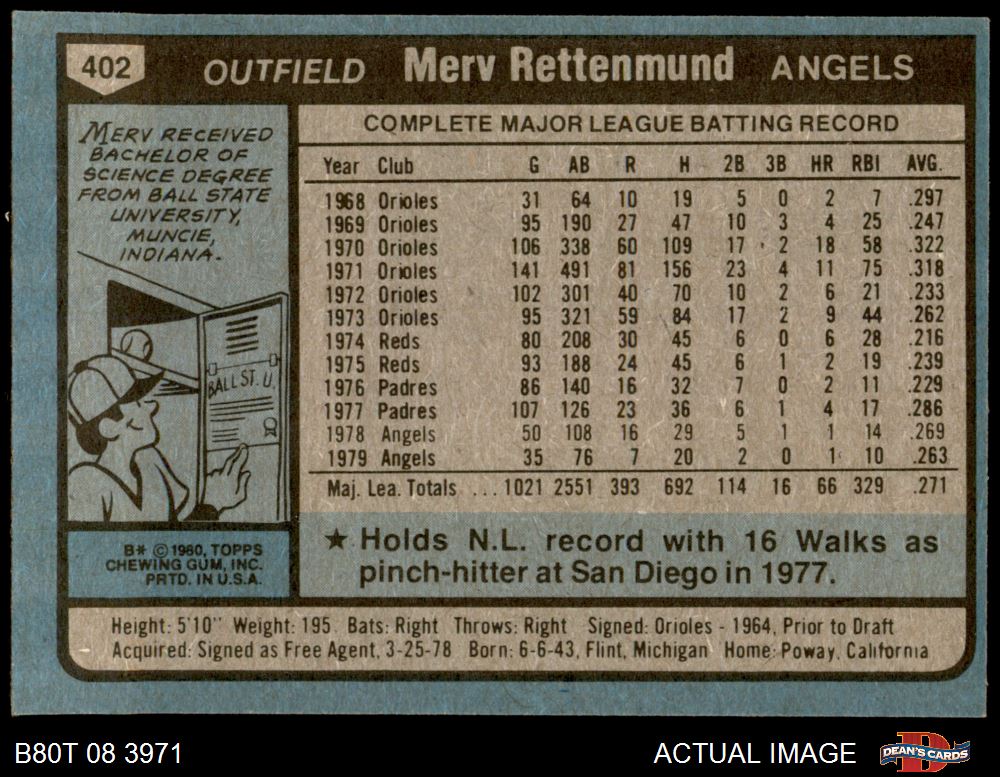 402 OUTFIELD Merv Rettenmund ANGELS
MERV RECEIVED
BACHELOR OF
SCIENCE DEGREE
FROM BALL STATE
UNIVERSITY,
MUNCIE,
INDIANA.
BALL ST. U.
B* © 1980, TOPPS
CHEWING GUM, INC.
PRTD. IN U.S.A.
COMPLETE MAJOR LEAGUE BATTING RECORD
Year Club G AB R H 2B 3B HR RBI AVG.
1968 Orioles 31 64 10 19 5 0 2 7 .297
1969 Orioles 95 190 27 47 10 3 4 25 .247
1970 Orioles 106 338 60 109 17 2 18 58 .322
1971 Orioles 141 491 81 156 23 4 11 75 .318
1972 Orioles 102 301 40 70 10 2 6 21 .233
1973 Orioles 95 321 59 84 17 2 9 44 .262
1974 Reds 80 208 30 45 6 0 6 28 .216
1975 Reds 93 188 24 45 6 1 2 19 .239
1976 Padres 86 140 16 32 7 0 2 11 .229
1977 Padres 107 126 23 36 6 1 4 17 .286
1978 Angels 50 108 16 29 5 1 1 14 .269
1979 Angels 35 76 7 20 2 0 1 10 .263
Maj. Lea. Totals ...1021 2551 393 692 114 16 66 329 .271
★ Holds N.L. record with 16 Walks as
pinch-hitter at San Diego in 1977.
Height: 5'10" Weight: 195 Bats: Right Throws: Right Signed: Orioles - 1964, Prior to Draft
Acquired: Signed as Free Agent, 3-25-78 Born: 6-6-43, Flint, Michigan Home: Poway, California
B80T 08 3971 ACTUAL IMAGE DEAN'S CARDS